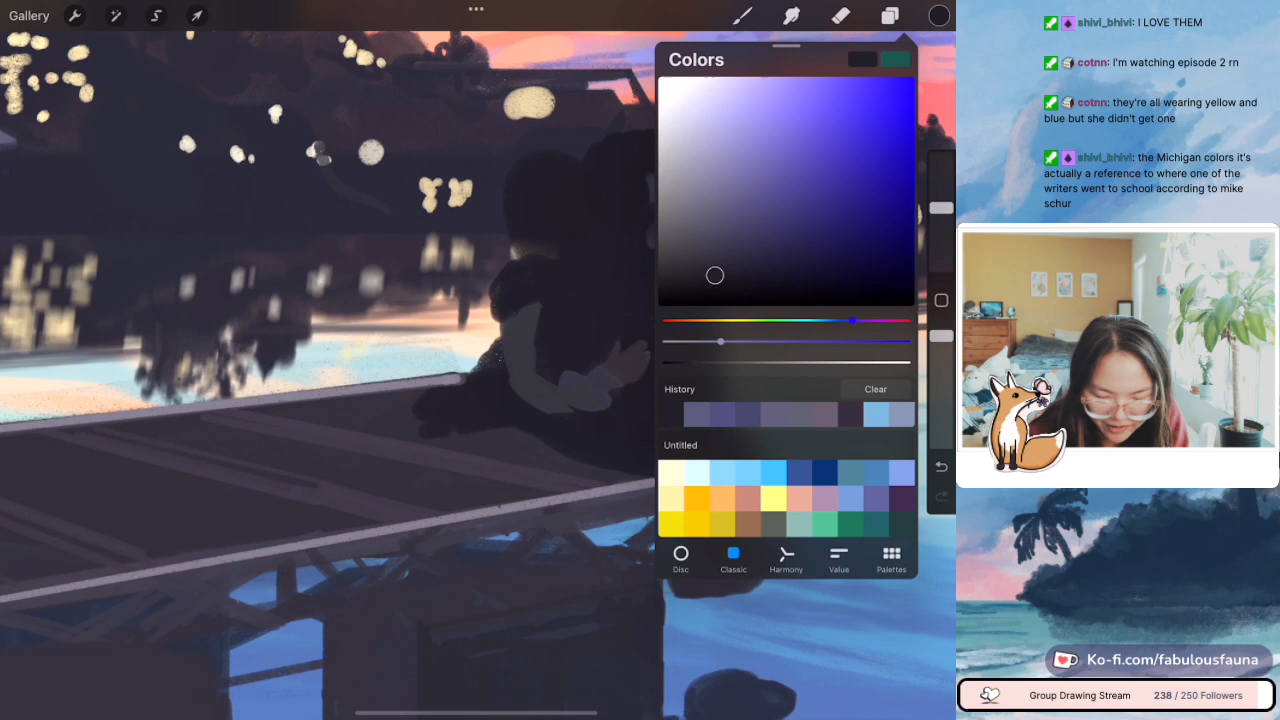 Gallery
Colors
History
Clear
Untitled
Disc
Classic
Harmony
Value
Palettes
shivi_bhivi: I LOVE THEM
cotnn: I'm watching episode 2 rn
cotnn: they're all wearing yellow and
blue but she didn't get one
shivi_bhivi: the Michigan colors it's
actually a reference to where one of the
writers went to school according to mike
schur
Ko-fi.com/fabulousfauna
Group Drawing Stream 238 / 250 Followers